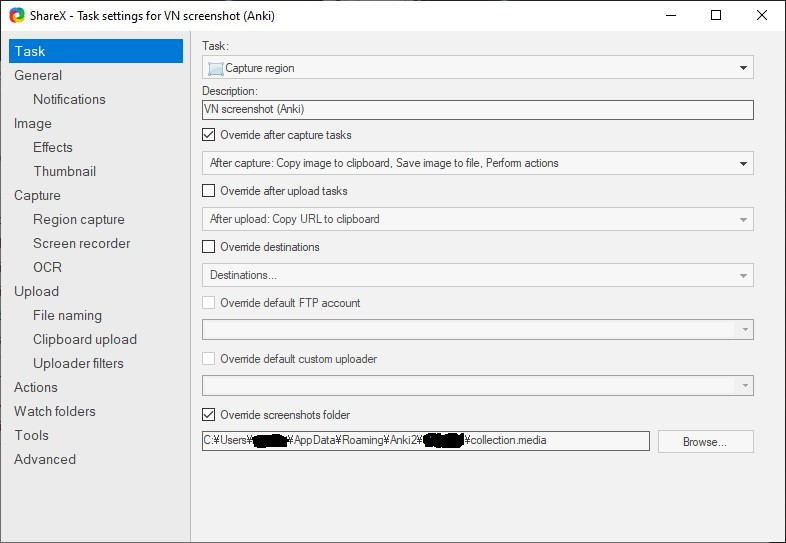 ShareX - Task settings for VN screenshot (Anki)
Task
General
Notifications
Image
Effects
Thumbnail
Capture
Region capture
Screen recorder
OCR
Upload
File naming
Clipboard upload
Uploader filters
Actions
Watch folders
Tools
Advanced
Task:
Capture region
Description:
VN screenshot (Anki)
Override after capture tasks
After capture: Copy image to clipboard, Save image to file, Perform actions
Override after upload tasks
After upload: Copy URL to clipboard
Override destinations
Destinations...
Override default FTP account
Override default custom uploader
Override screenshots folder
C:¥Users¥ ¥AppData¥Roaming¥Anki2¥ ¥collection.media
Browse...